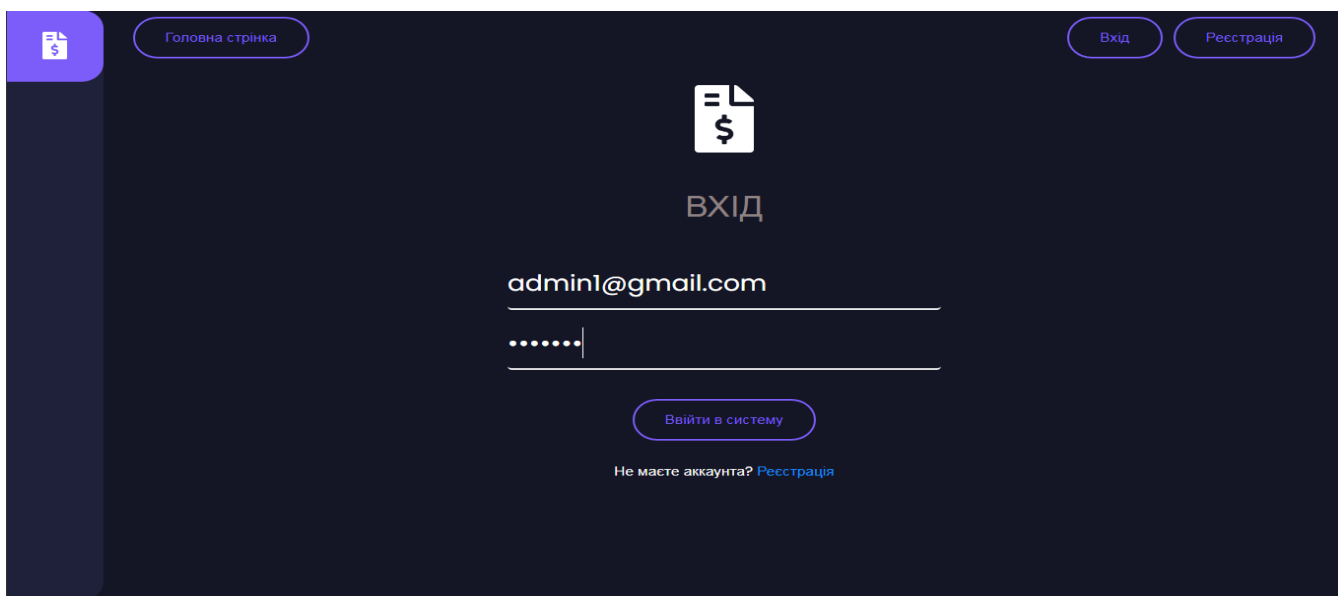 Головна стрінка
Вхід
Реєстрація
$
$
ВХІД
admin1@gmail.com
•••••••
Ввійти в систему
Не маєте аккаунта? Реєстрація